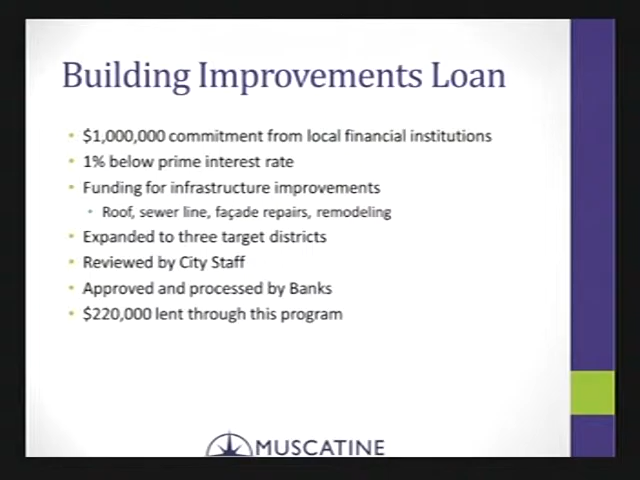 Building Improvements Loan
$1,000,000 commitment from local financial institutions
1% below prime interest rate
Funding for infrastructure improvements
Roof, sewer line, façade repairs, remodeling
Expanded to three target districts
Reviewed by City Staff
Approved and processed by Banks
$220,000 lent through this program
MUSCATINE